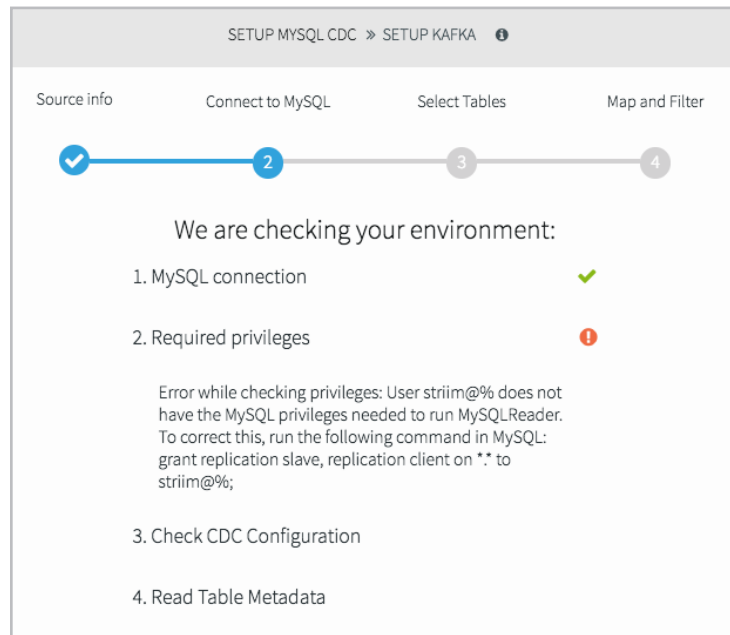 SETUP MYSQL CDC » SETUP KAFKA i
Source info
Connect to MySQL
Select Tables
Map and Filter
2
3
4
We are checking your environment:
1. MySQL connection
2. Required privileges
!
Error while checking privileges: User striim@% does not
have the MySQL privileges needed to run MySQLReader.
To correct this, run the following command in MySQL:
grant replication slave, replication client on *.* to
striim@%;
3. Check CDC Configuration
4. Read Table Metadata